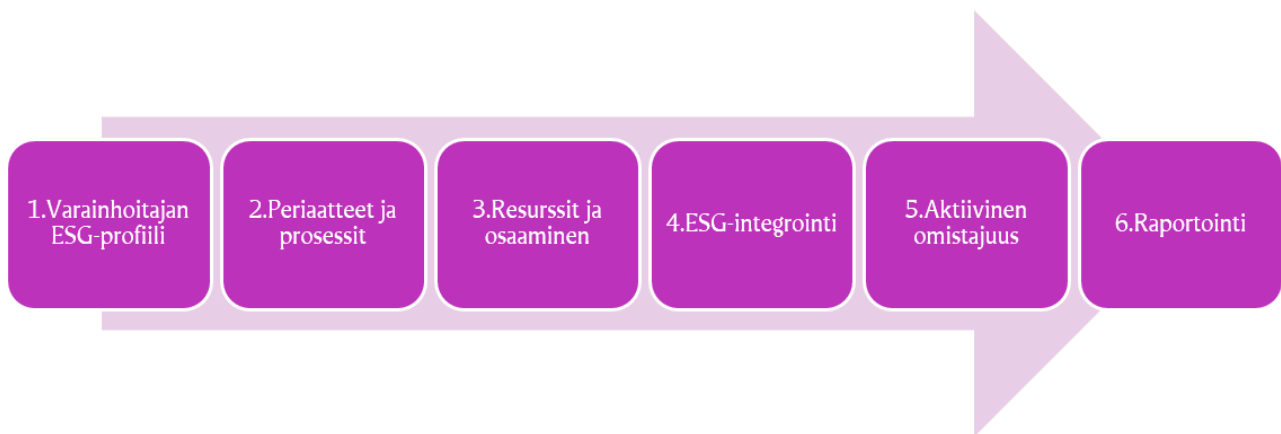 1.Varainhoitajan
ESG-profiili
2.Periaatteet ja
prosessit
3.Resurssit ja
osaaminen
4.ESG-integrointi
5.Aktiivinen
omistajuus
6.Raportointi